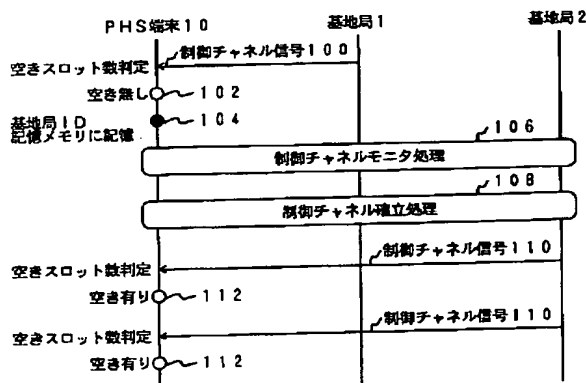 PHS端末10
基地局1
基地局2
制御チャネル信号100
空きスロット数判定
空き無し
102
基地局ID
記憶メモリに記憶
104
106
制御チャネルモニタ処理
108
制御チャネル確立処理
制御チャネル信号110
空きスロット数判定
空き有り
112
制御チャネル信号110
空きスロット数判定
空き有り
112